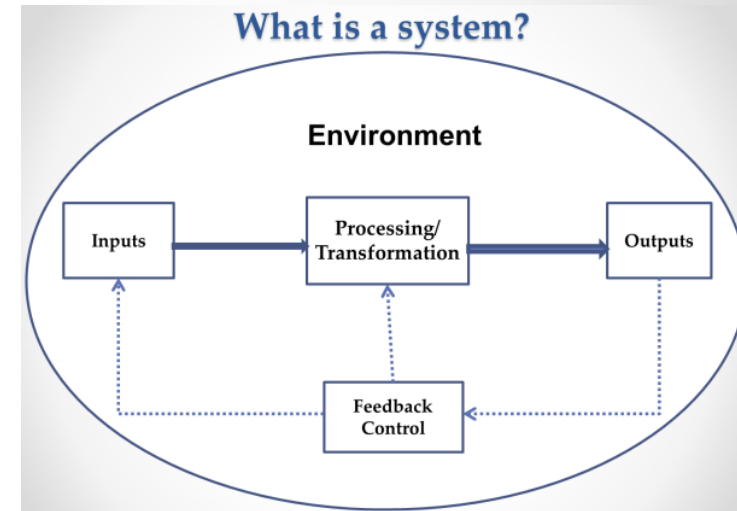 What is a system?
Environment
Inputs
Processing/
Transformation
Outputs
Feedback
Control